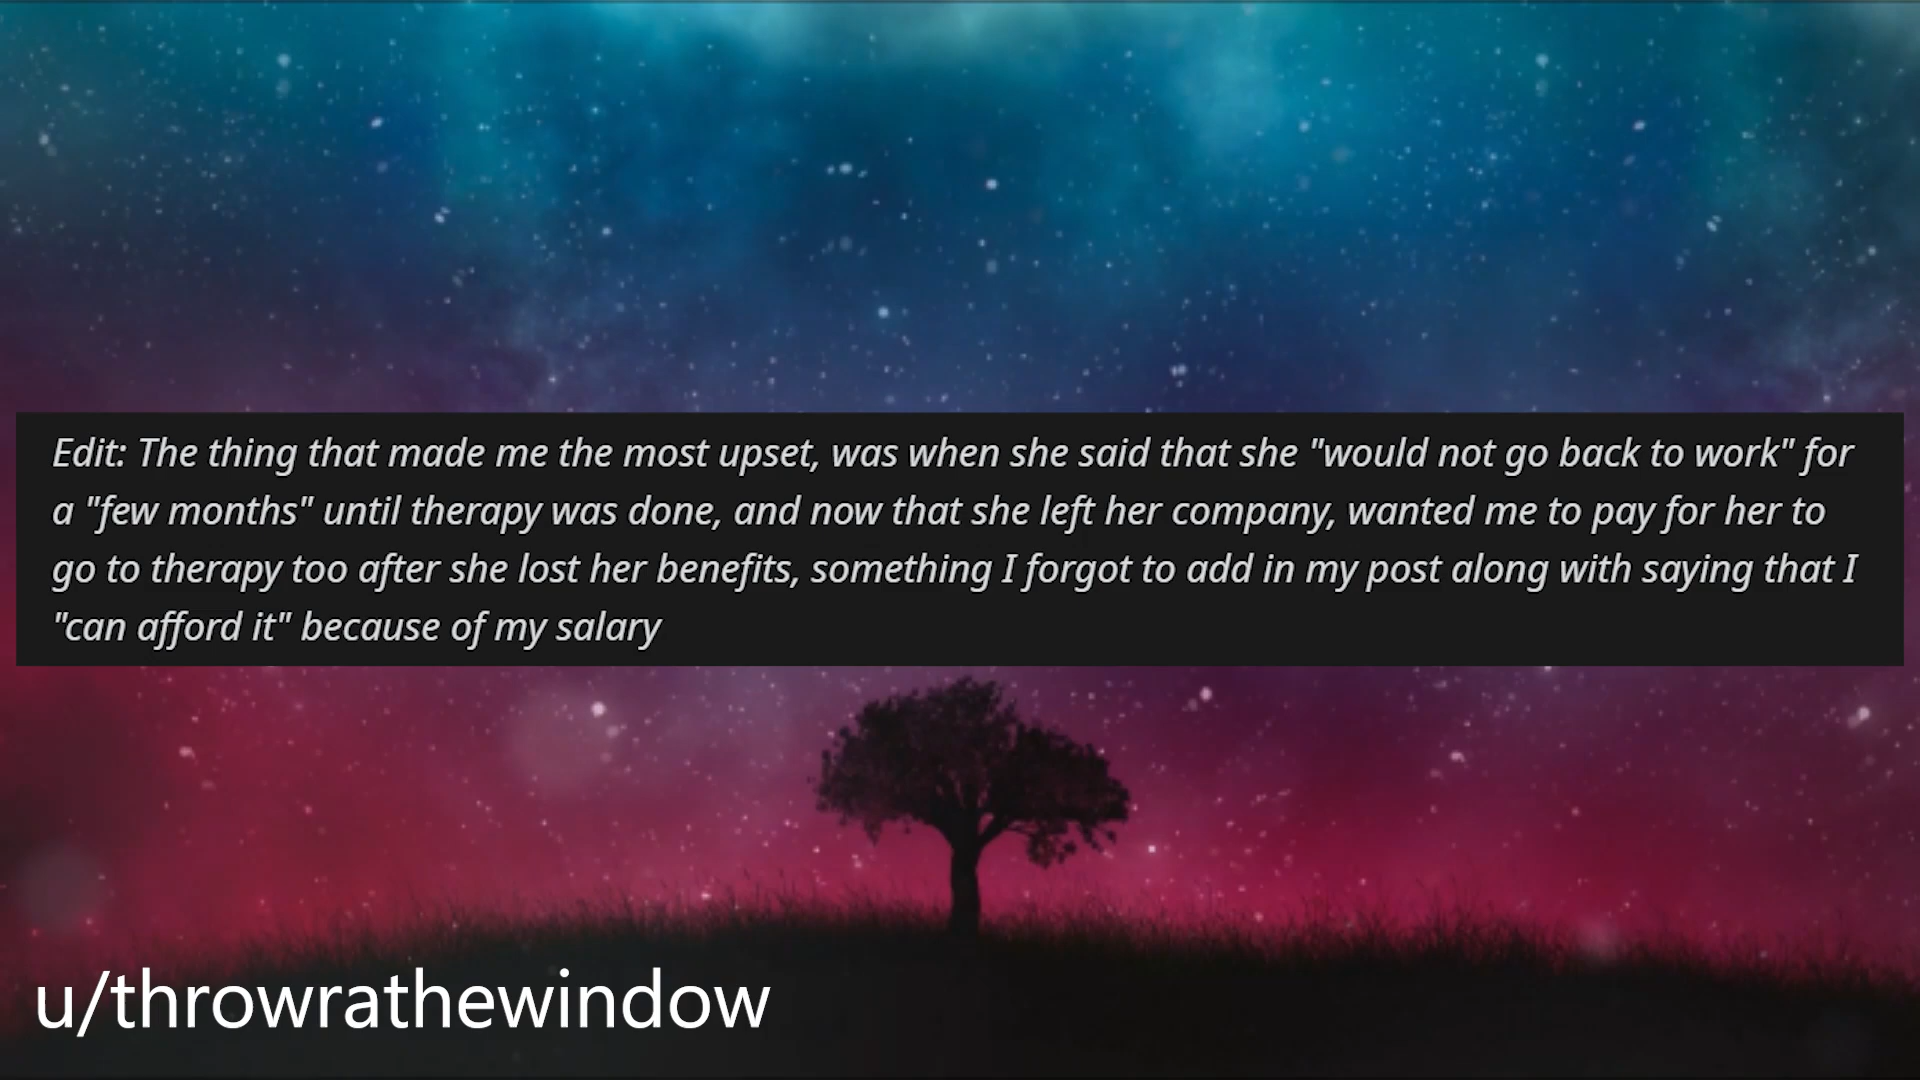 Edit: The thing that made me the most upset, was when she said that she "would not go back to work" for
a "few months" until therapy was done, and now that she left her company, wanted me to pay for her to
go to therapy too after she lost her benefits, something I forgot to add in my post along with saying that I
"can afford it" because of my salary
u/throwrathewindow